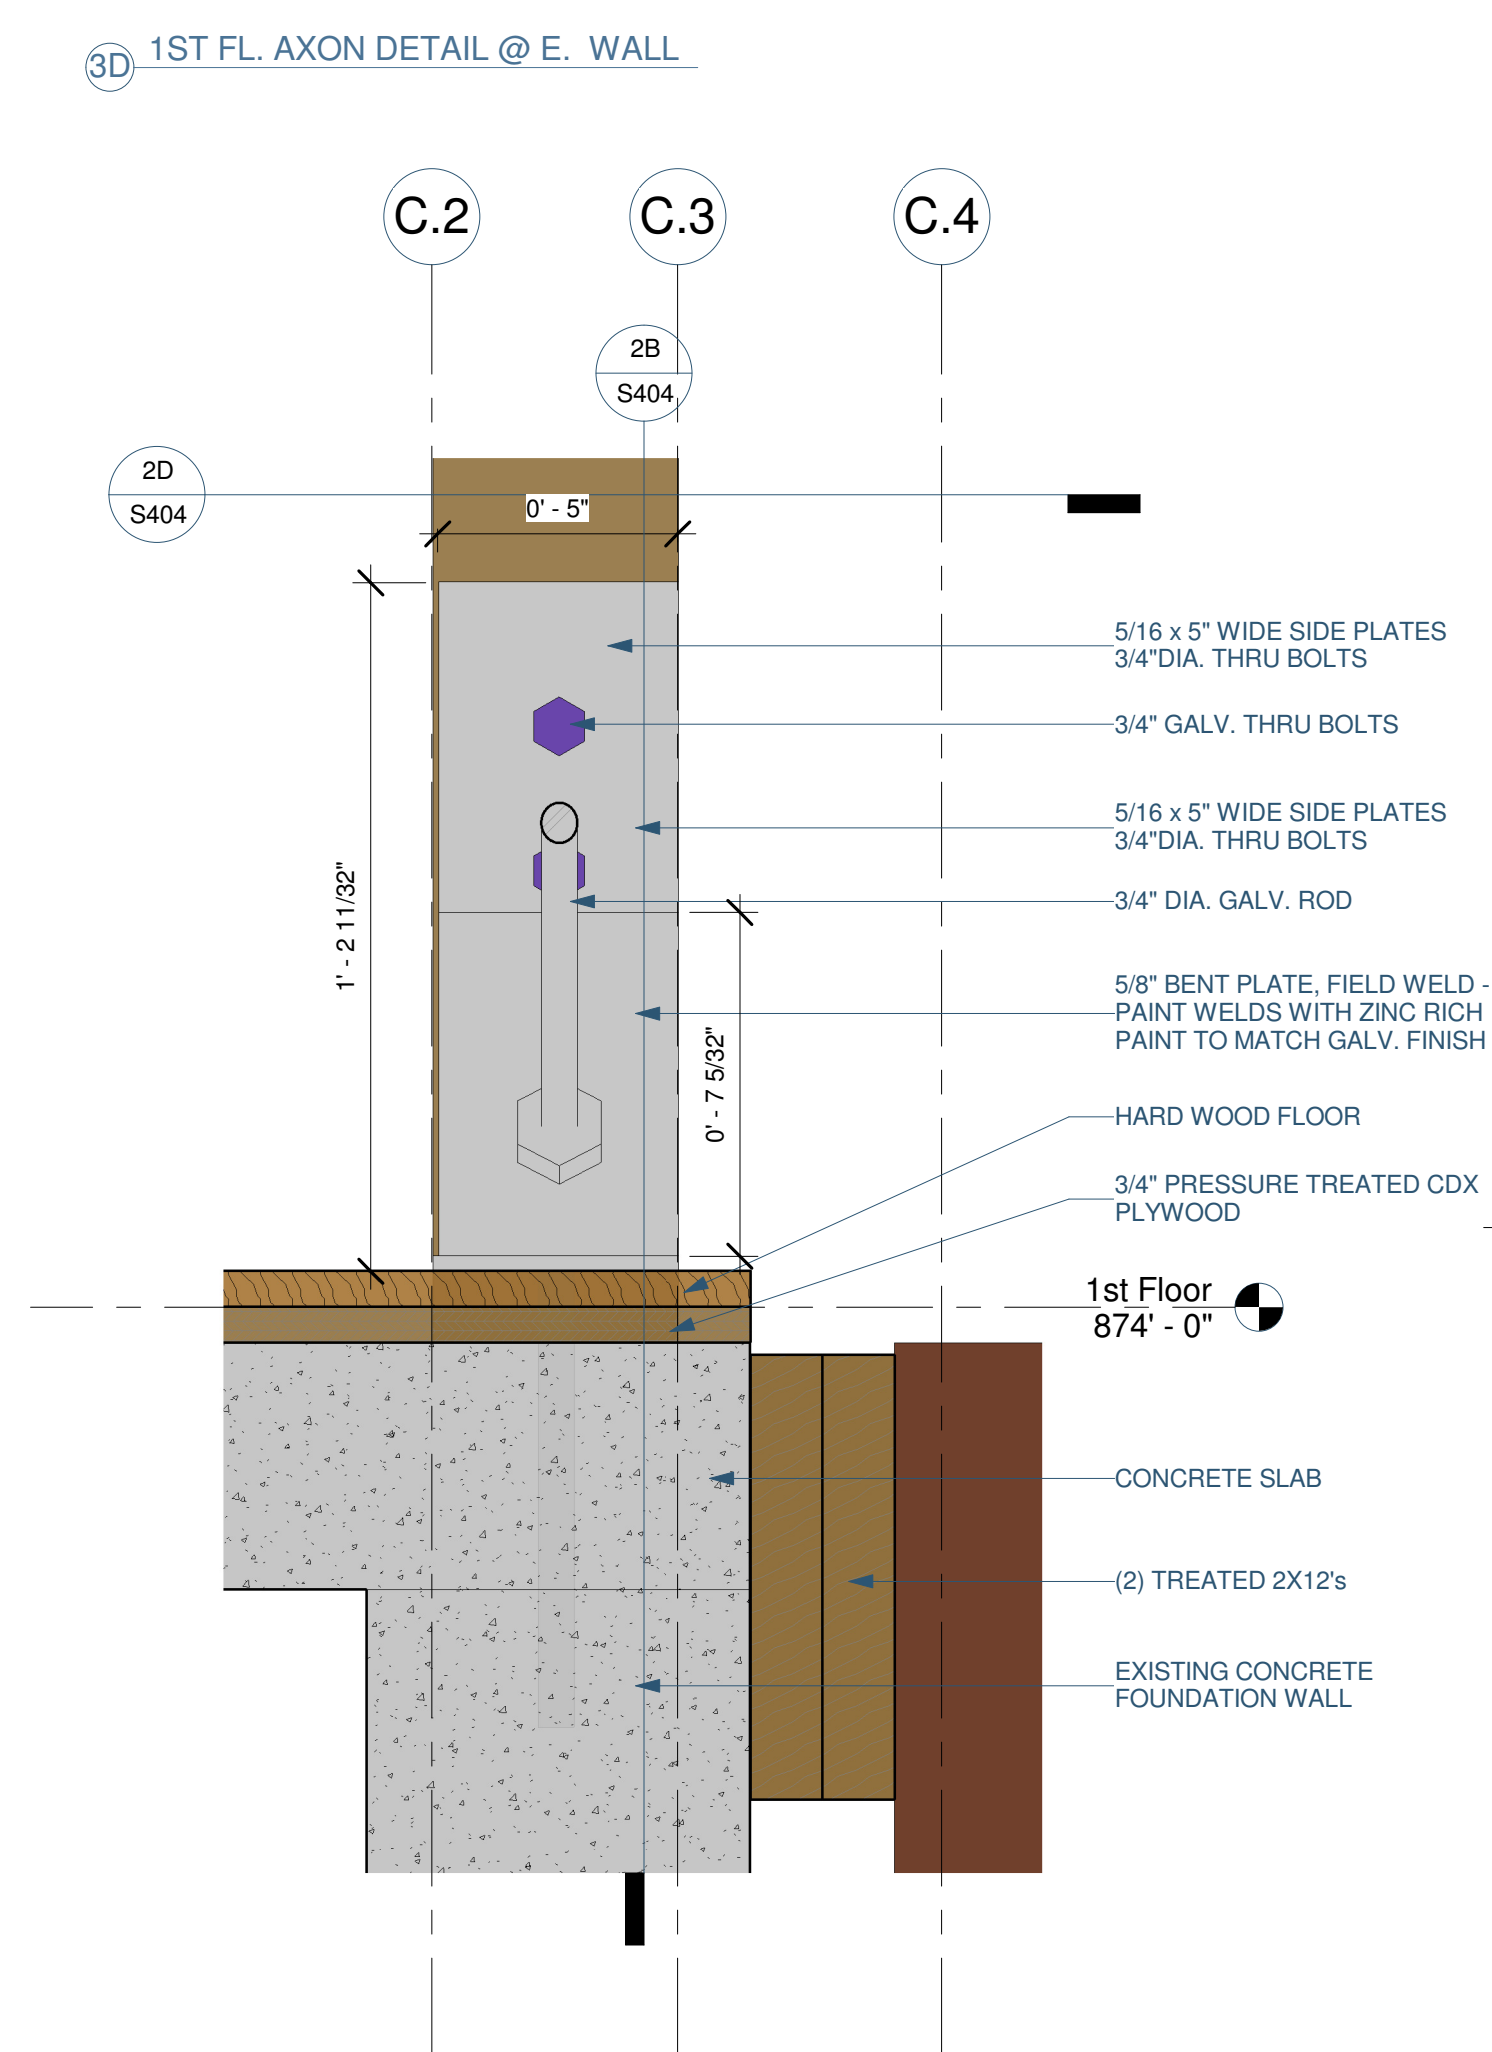 3D 1ST FL. AXON DETAIL @ E. WALL
C.2 C.3 C.4
2B
S404
2D
S404
0' - 5"
5/16 x 5" WIDE SIDE PLATES
3/4"DIA. THRU BOLTS
3/4" GALV. THRU BOLTS
5/16 x 5" WIDE SIDE PLATES
3/4"DIA. THRU BOLTS
1' - 2 11/32"
3/4" DIA. GALV. ROD
5/8" BENT PLATE, FIELD WELD -
PAINT WELDS WITH ZINC RICH
PAINT TO MATCH GALV. FINISH
0' - 7 5/32"
HARD WOOD FLOOR
3/4" PRESSURE TREATED CDX
PLYWOOD
1st Floor
874' - 0"
CONCRETE SLAB
(2) TREATED 2X12's
EXISTING CONCRETE
FOUNDATION WALL